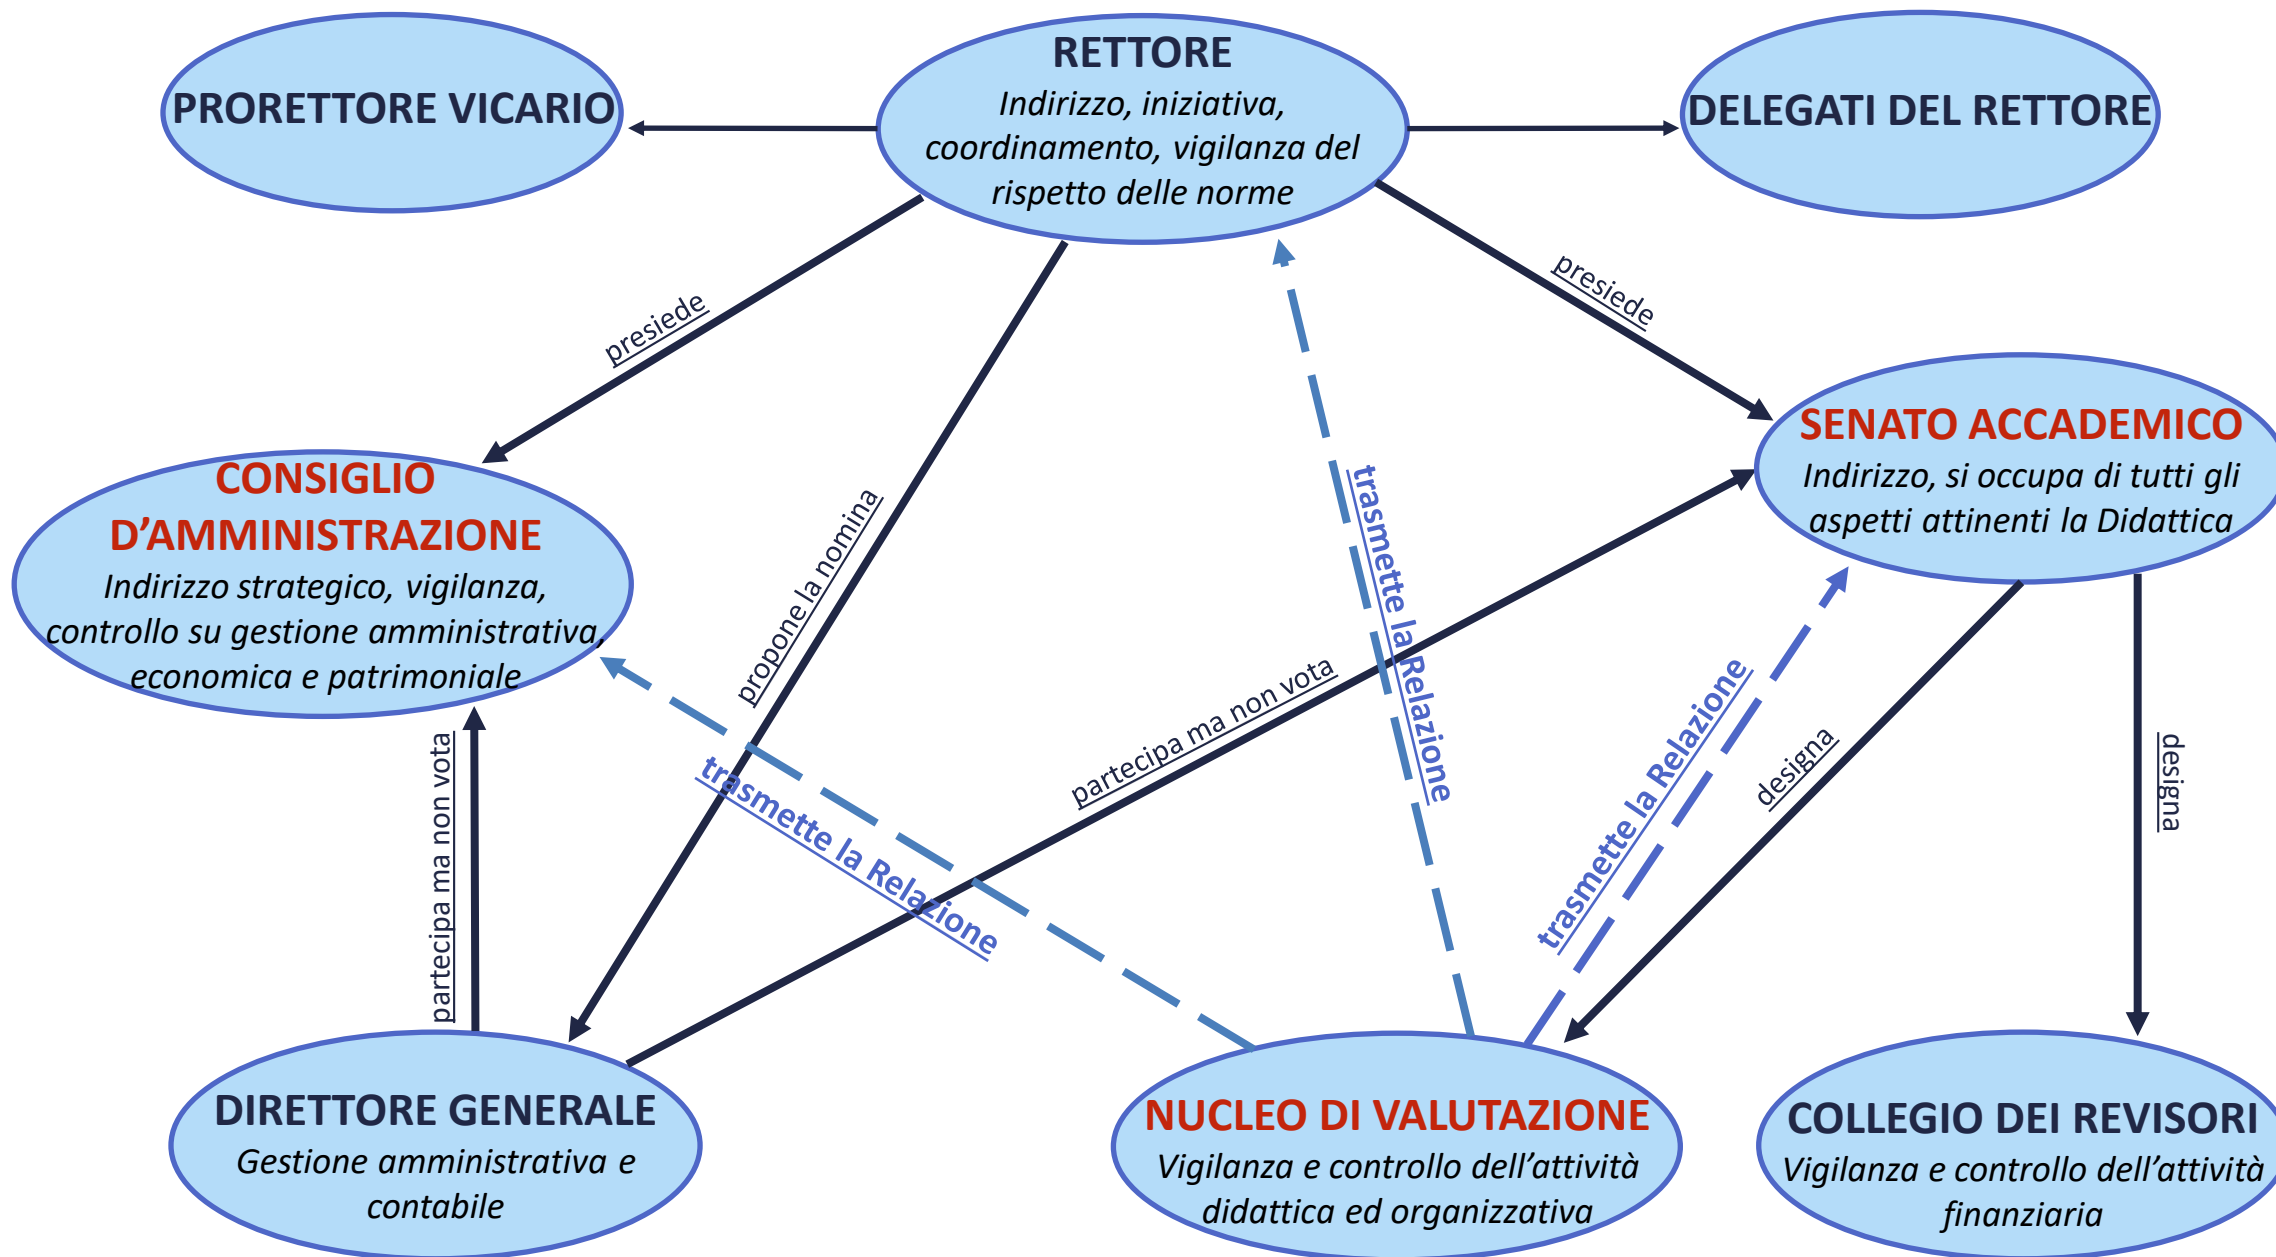 PRORETTORE VICARIO
RETTORE
Indirizzo, iniziativa,
coordinamento, vigilanza del
rispetto delle norme
DELEGATI DEL RETTORE
presiede
presiede
CONSIGLIO
D’AMMINISTRAZIONE
Indirizzo strategico, vigilanza,
controllo su gestione amministrativa,
economica e patrimoniale
SENATO ACCADEMICO
Indirizzo, si occupa di tutti gli
aspetti attinenti la Didattica
propone la nomina
trasmette la Relazione
partecipa ma non vota
partecipa ma non vota
trasmette la Relazione
trasmette la Relazione
designa
designa
DIRETTORE GENERALE
Gestione amministrativa e
contabile
NUCLEO DI VALUTAZIONE
Vigilanza e controllo dell’attività
didattica ed organizzativa
COLLEGIO DEI REVISORI
Vigilanza e controllo dell’attività
finanziaria